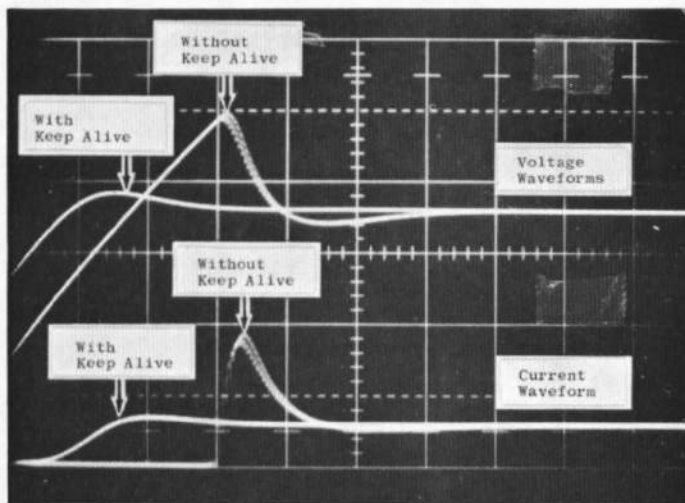 Without
Keep Alive
With
Keep Alive
Voltage
Waveforms
Without
Keep Alive
With
Keep Alive
Current
Waveform